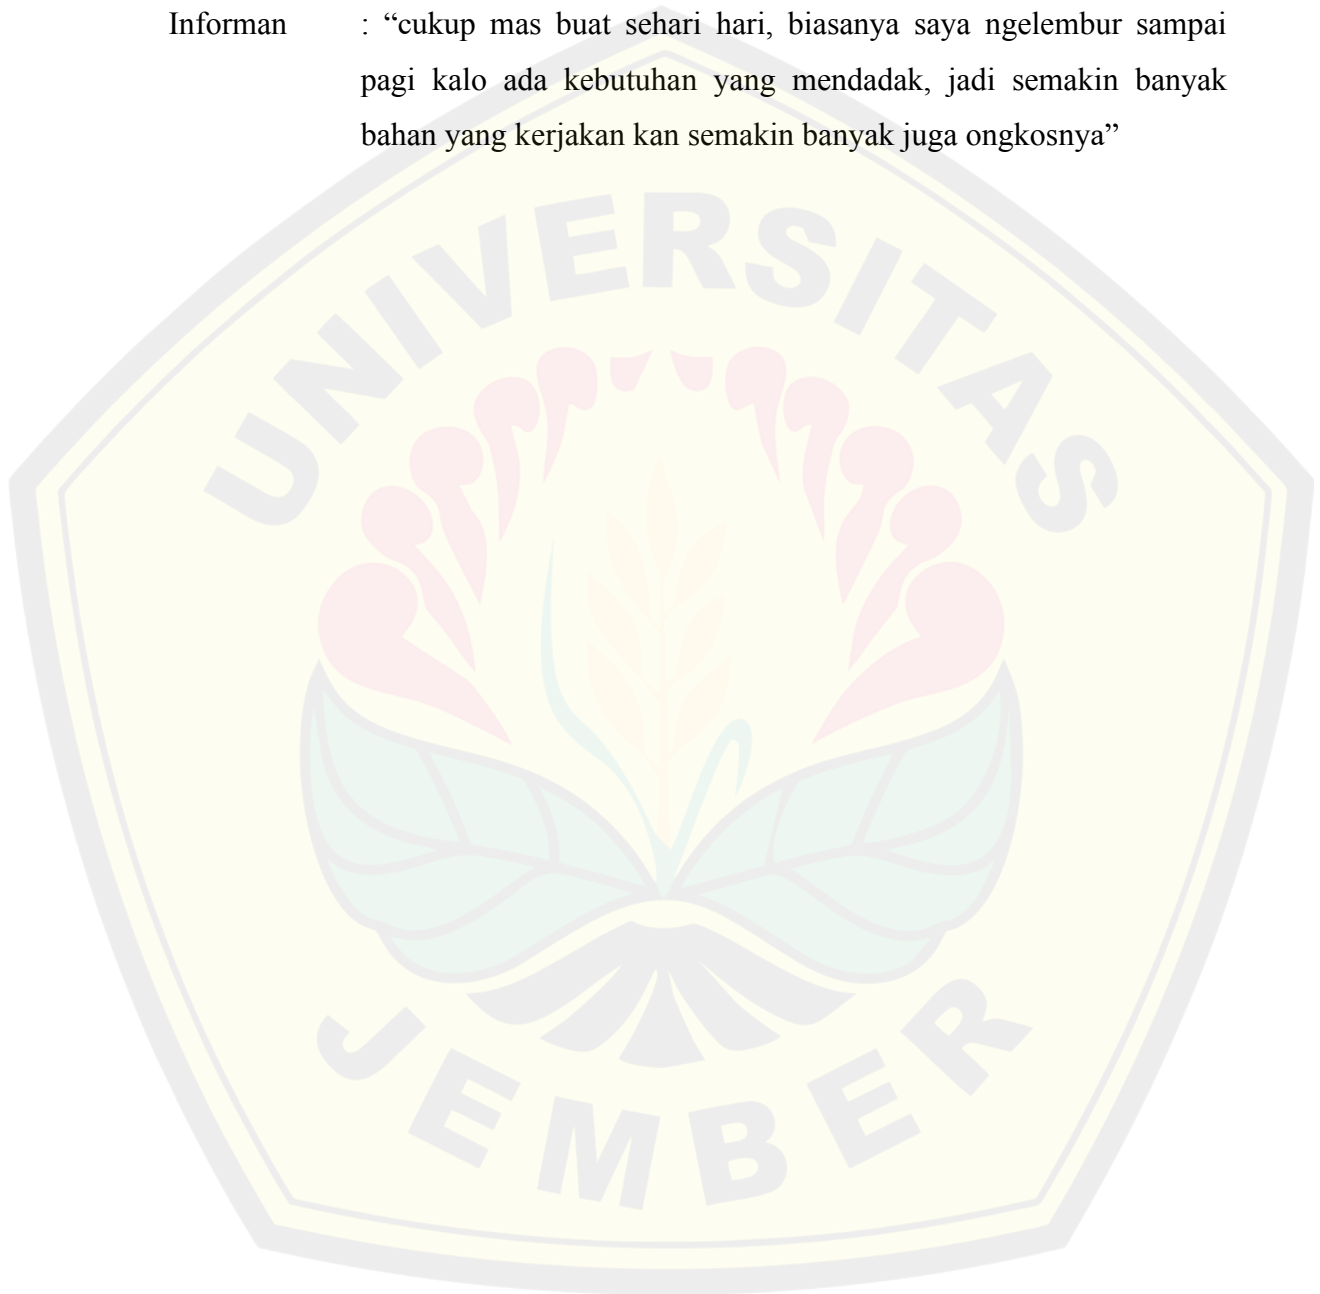 Informan : “cukup mas buat sehari hari, biasanya saya ngelembur sampai
pagi kalo ada kebutuhan yang mendadak, jadi semakin banyak
bahan yang kerjakan kan semakin banyak juga ongkosnya”
UNIVERSITAS
JEMBER